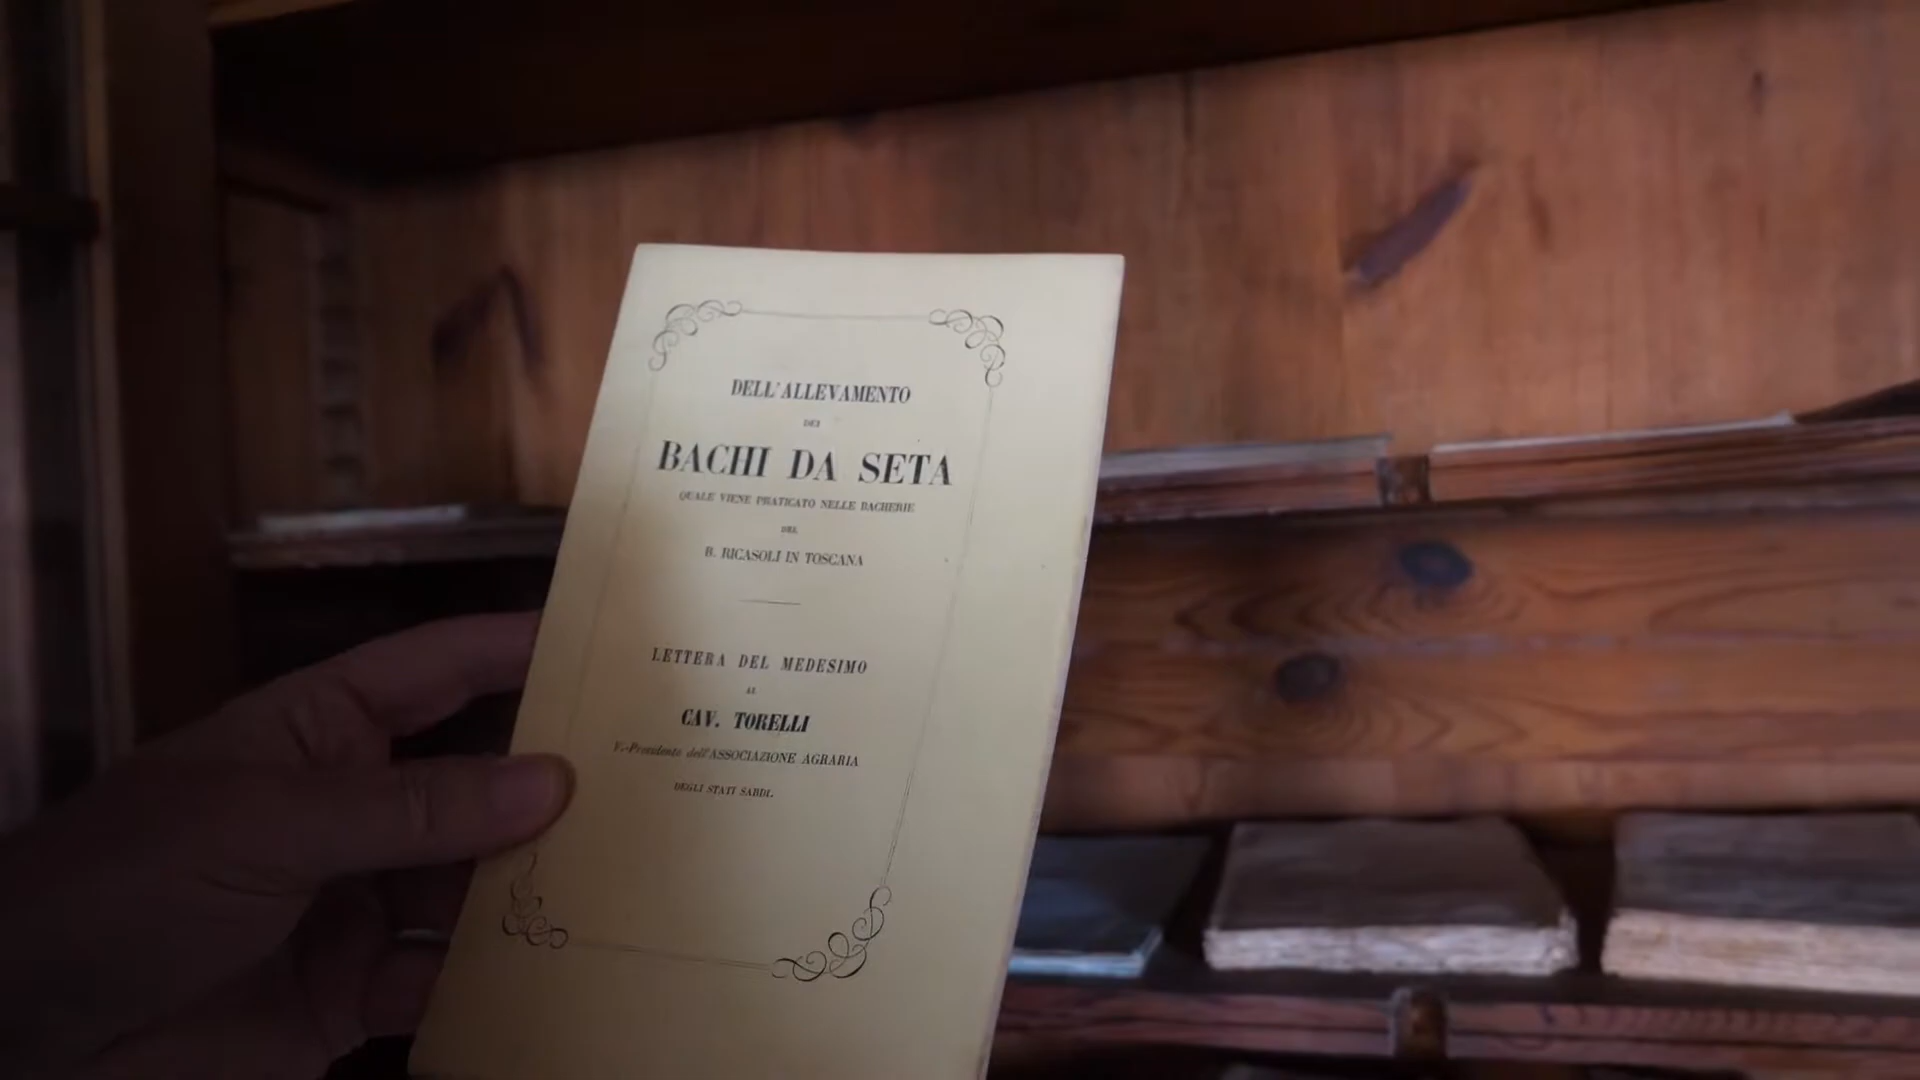 DELL' ALLEVAMENTO
DEI
BACHI DA SETA
QUALE VIENE PRATICATO NELLE BACHERIE
DEL
B. RICASOLI IN TOSCANA
LETTERA DEL MEDESIMO
AL
CAV. TORELLI
V.-Presidente dell'ASSOCIAZIONE AGRARIA
DEGLI STATI SARDI.